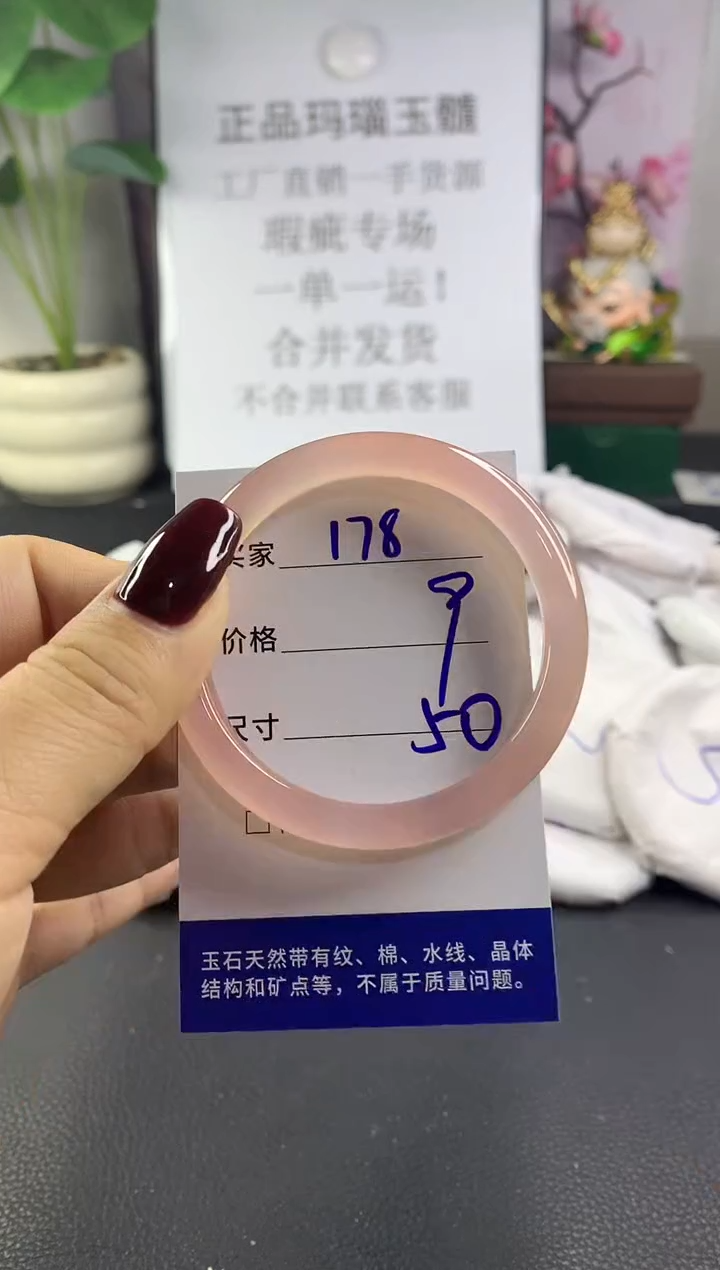 正品玛瑙玉髓
工厂直销一手货源
瑕疵专场
一单一运！
合并发货
不合并联系客服
买家 178
价格
尺寸 50
玉石天然带有纹、棉、水线、晶体
结构和矿点等，不属于质量问题。